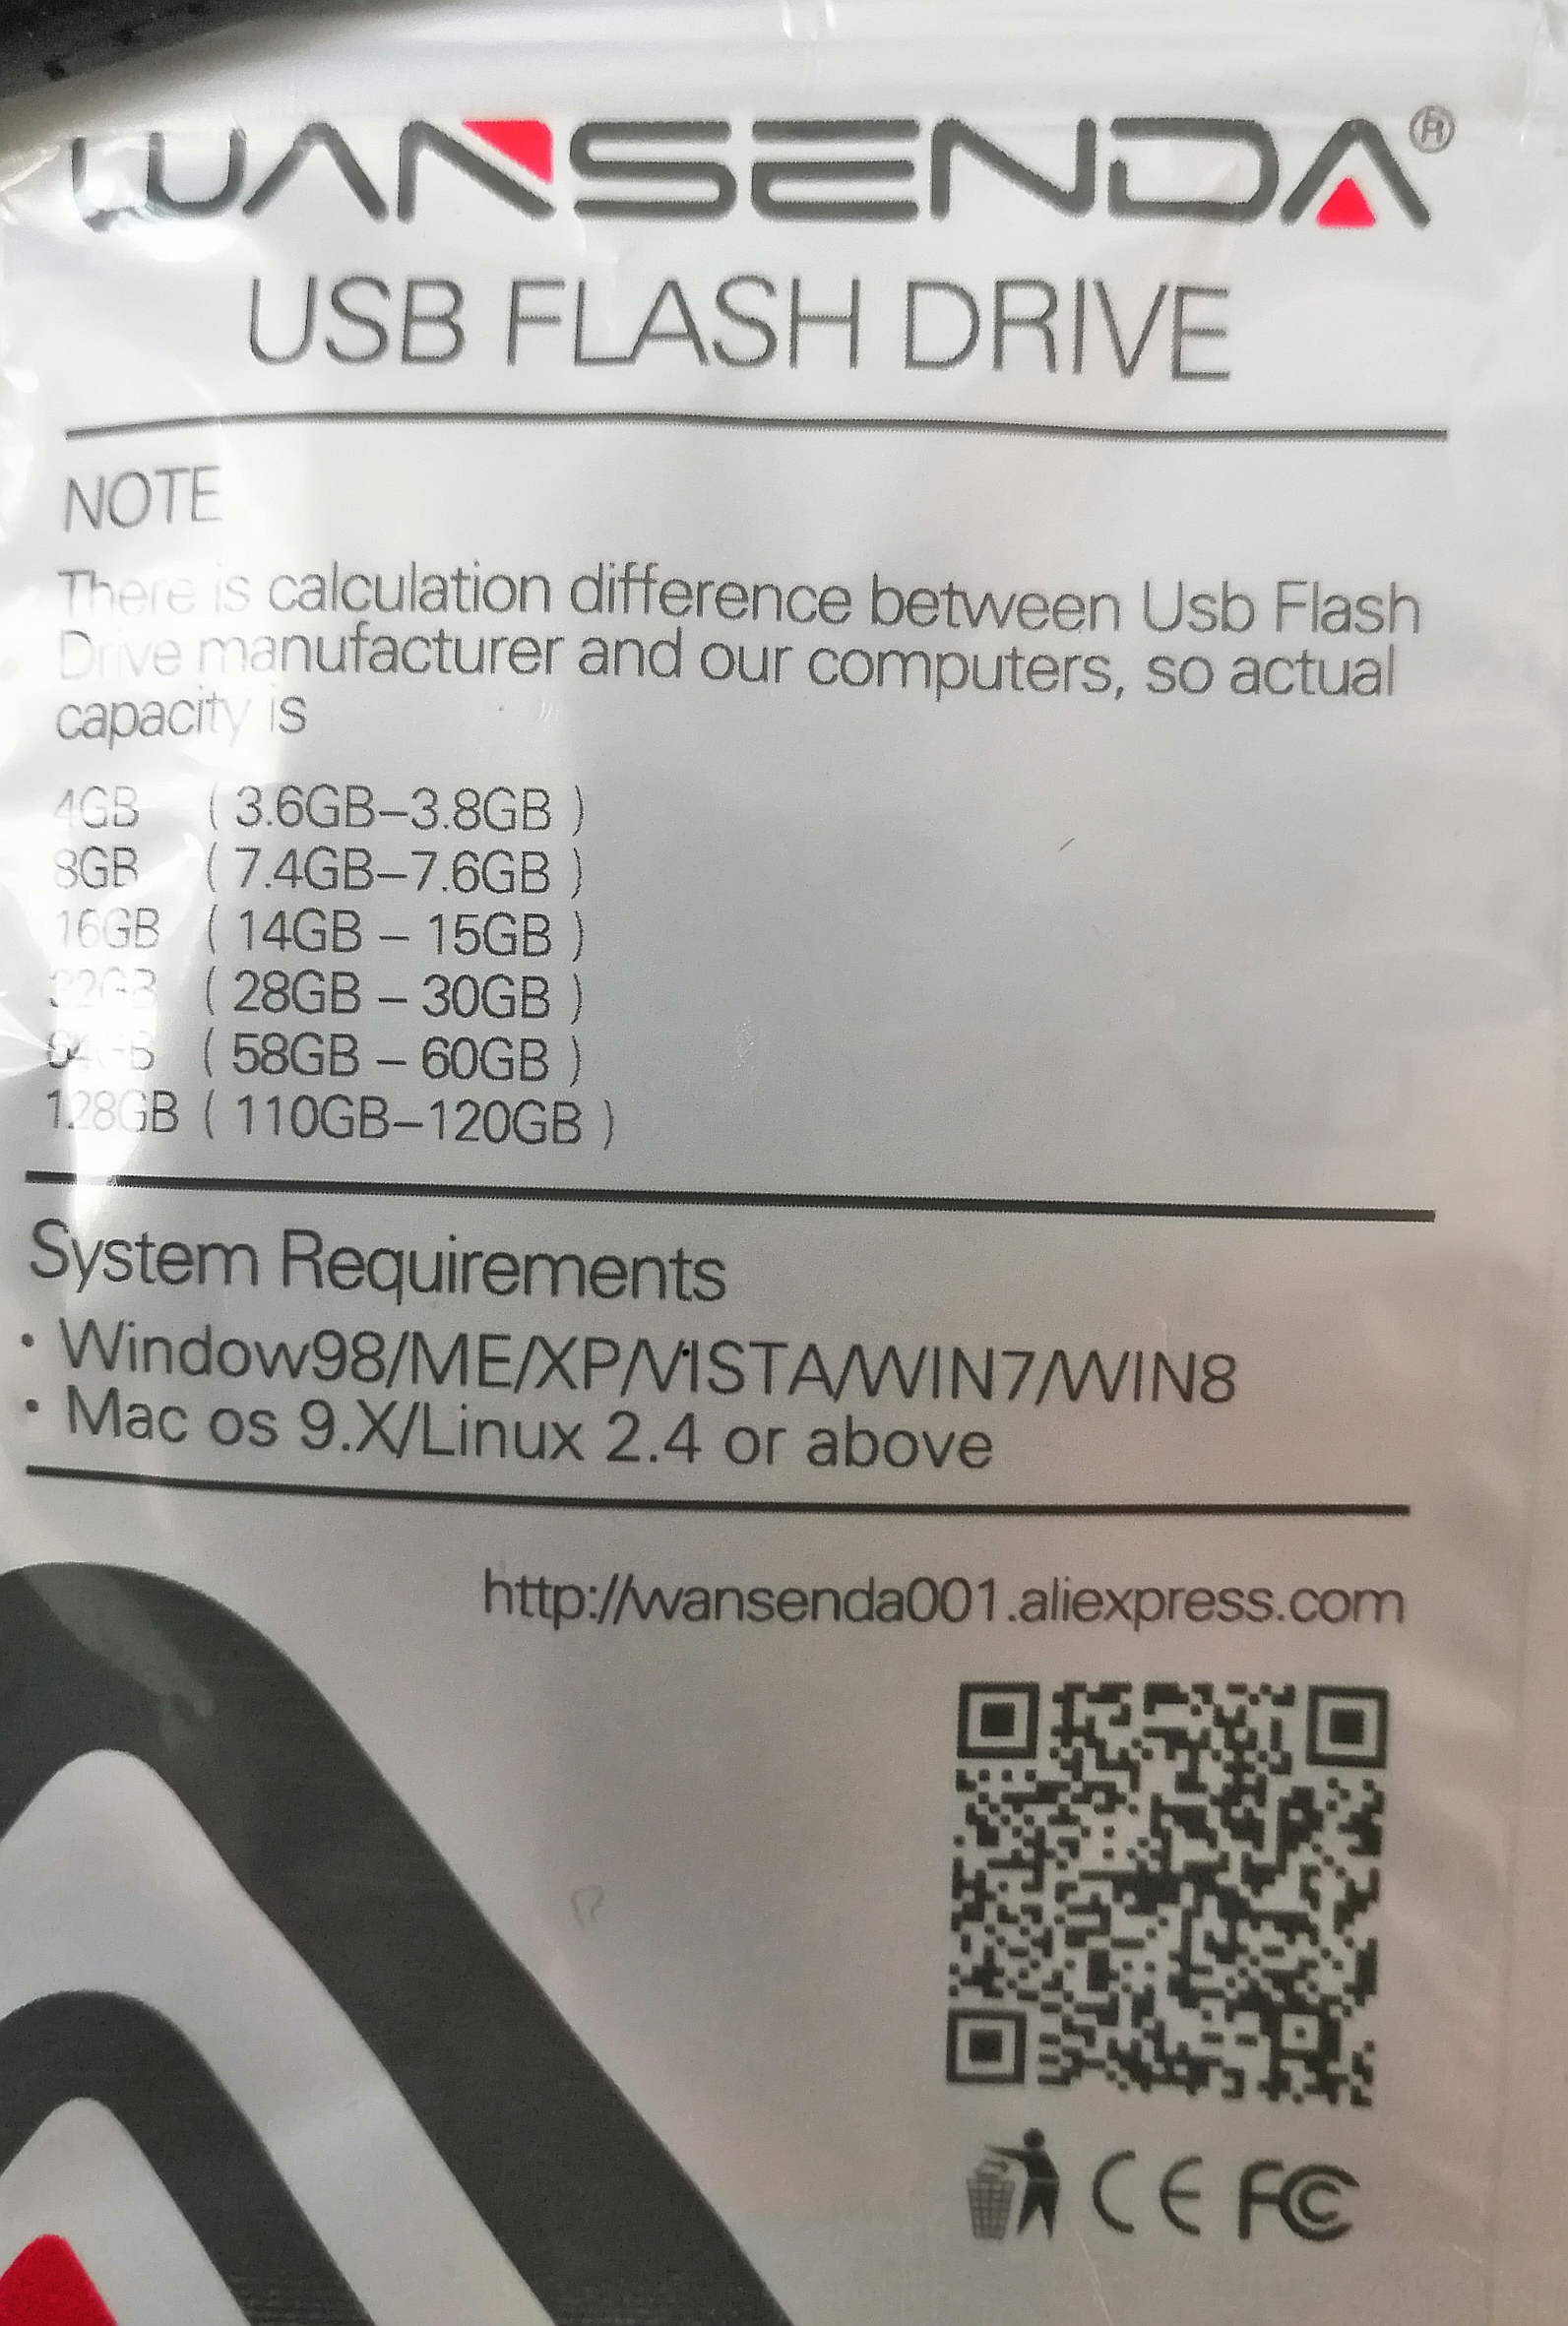 WANSENDA®
USB FLASH DRIVE
NOTE
There is calculation difference between Usb Flash
Drive manufacturer and our computers, so actual
capacity is
4GB ( 3.6GB–3.8GB )
8GB ( 7.4GB–7.6GB )
16GB ( 14GB – 15GB )
32GB ( 28GB – 30GB )
64GB ( 58GB – 60GB )
128GB ( 110GB–120GB )
System Requirements
· Window98/ME/XP/VISTA/WIN7/WIN8
· Mac os 9.X/Linux 2.4 or above
http://wansenda001.aliexpress.com
CE FC